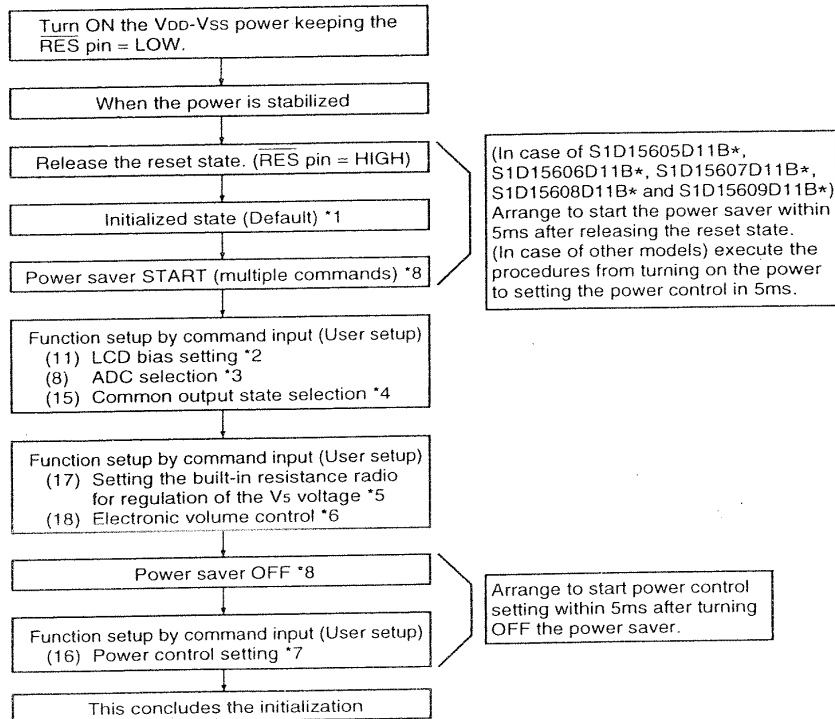 Turn ON the VDD-VSS power keeping the
RES pin = LOW.
When the power is stabilized
Release the reset state. (RES pin = HIGH)
Initialized state (Default) *1
Power saver START (multiple commands) *8
(In case of S1D15605D11B*,
S1D15606D11B*, S1D15607D11B*,
S1D15608D11B* and S1D15609D11B*)
Arrange to start the power saver within
5ms after releasing the reset state.
(In case of other models) execute the
procedures from turning on the power
to setting the power control in 5ms.
Function setup by command input (User setup)
(11) LCD bias setting *2
(8) ADC selection *3
(15) Common output state selection *4
Function setup by command input (User setup)
(17) Setting the built-in resistance radio
for regulation of the V5 voltage *5
(18) Electronic volume control *6
Power saver OFF *8
Function setup by command input (User setup)
(16) Power control setting *7
Arrange to start power control
setting within 5ms after turning
OFF the power saver.
This concludes the initialization